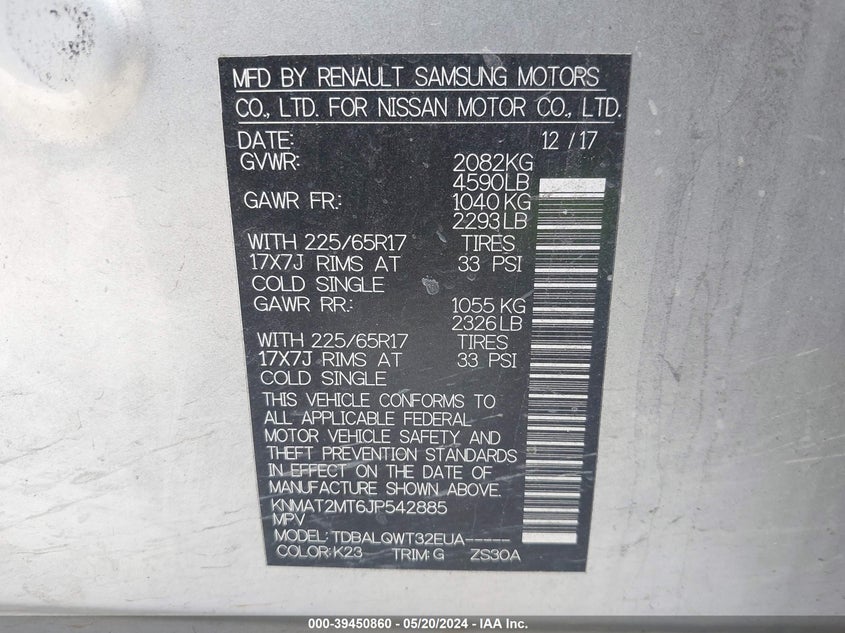 MFD BY RENAULT SAMSUNG MOTORS
CO., LTD. FOR NISSAN MOTOR CO., LTD.
DATE: 12 / 17
GVWR: 2082KG
4590LB
GAWR FR.: 1040 KG
2293 LB
WITH 225/65R17 TIRES
17X7J RIMS AT 33 PSI
COLD SINGLE
GAWR RR.: 1055 KG
2326 LB
WITH 225/65R17 TIRES
17X7J RIMS AT 33 PSI
COLD SINGLE
THIS VEHICLE CONFORMS TO
ALL APPLICABLE FEDERAL
MOTOR VEHICLE SAFETY AND
THEFT PREVENTION STANDARDS
IN EFFECT ON THE DATE OF
MANUFACTURE SHOWN ABOVE.
KNMAT2MT6JP542885
MPV
MODEL: TDBALQWT32EUA-----
COLOR:K23 TRIM:G ZS30A
000-39450860 - 05/20/2024 - IAA Inc.